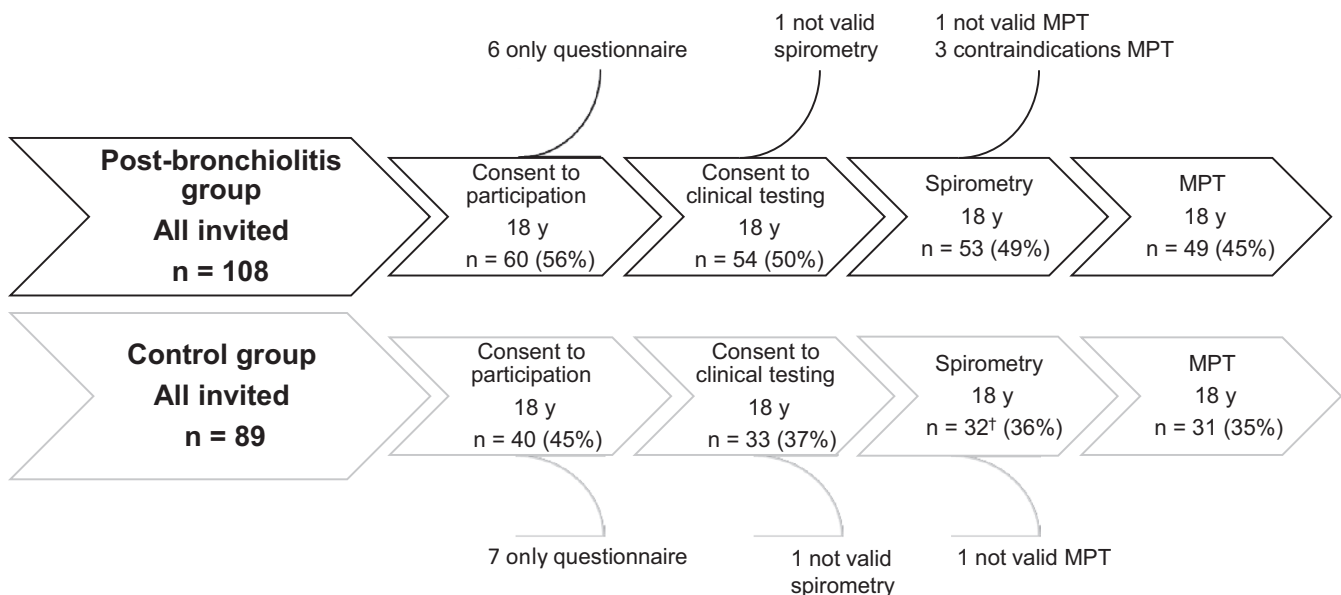 6 only questionnaire
1 not valid
spirometry
1 not valid MPT
3 contraindications MPT
Post-bronchiolitis
group
All invited
n = 108
Consent to
participation
18 y
n = 60 (56%)
Consent to
clinical testing
18 y
n = 54 (50%)
Spirometry
18 y
n = 53 (49%)
MPT
18 y
n = 49 (45%)
Control group
All invited
n = 89
Consent to
participation
18 y
n = 40 (45%)
Consent to
clinical testing
18 y
n = 33 (37%)
Spirometry
18 y
n = 32† (36%)
MPT
18 y
n = 31 (35%)
7 only questionnaire
1 not valid
spirometry
1 not valid MPT